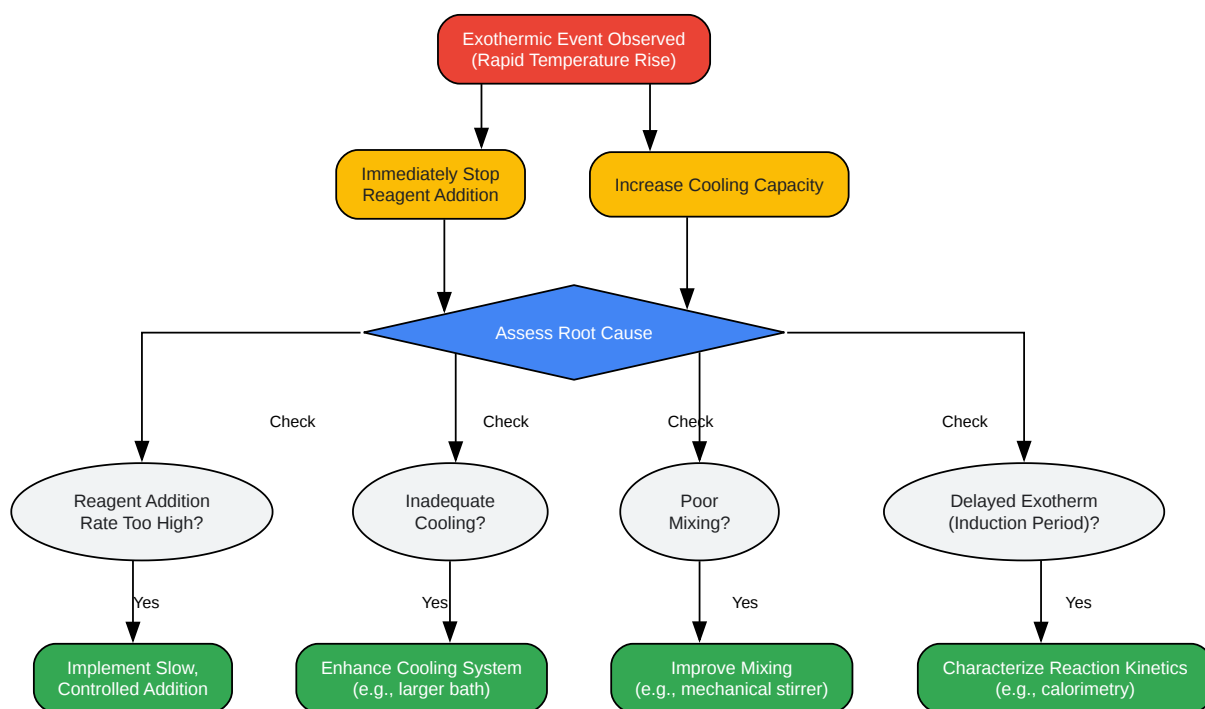 Exothermic Event Observed
(Rapid Temperature Rise)
Immediately Stop
Reagent Addition
Increase Cooling Capacity
Assess Root Cause
Check
Check
Check
Check
Reagent Addition
Rate Too High?
Inadequate
Cooling?
Poor
Mixing?
Delayed Exotherm
(Induction Period)?
Yes
Yes
Yes
Yes
Implement Slow,
Controlled Addition
Enhance Cooling System
(e.g., larger bath)
Improve Mixing
(e.g., mechanical stirrer)
Characterize Reaction Kinetics
(e.g., calorimetry)